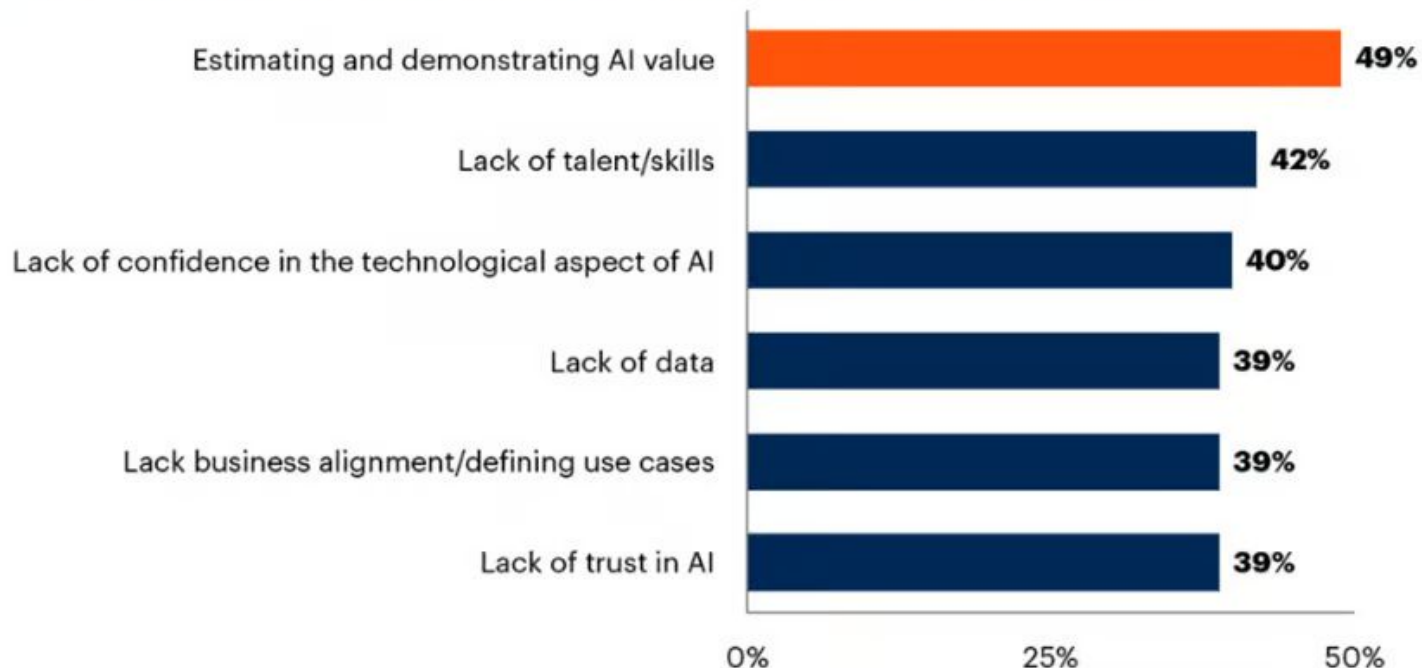 Estimating and demonstrating AI value 49%
Lack of talent/skills 42%
Lack of confidence in the technological aspect of AI 40%
Lack of data 39%
Lack business alignment/defining use cases 39%
Lack of trust in AI 39%
0% 25% 50%